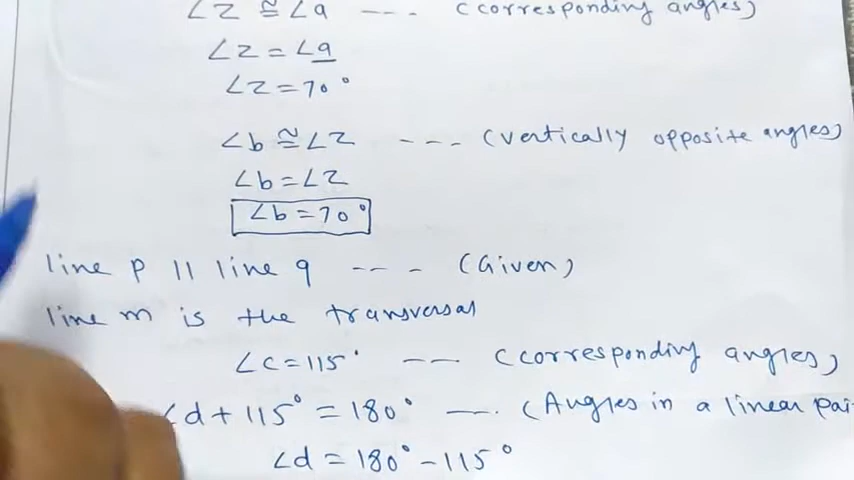 ∠z ≅ ∠a --- (corresponding angles)
∠z = ∠a
∠z = 70°
∠b ≅ ∠z --- (vertically opposite angles)
∠b = ∠z
∠b = 70°
line p || line q --- (Given)
line m is the transversal
∠c = 115° -- (corresponding angles)
∠d + 115° = 180° --- (Angles in a linear pai
∠d = 180° - 115°